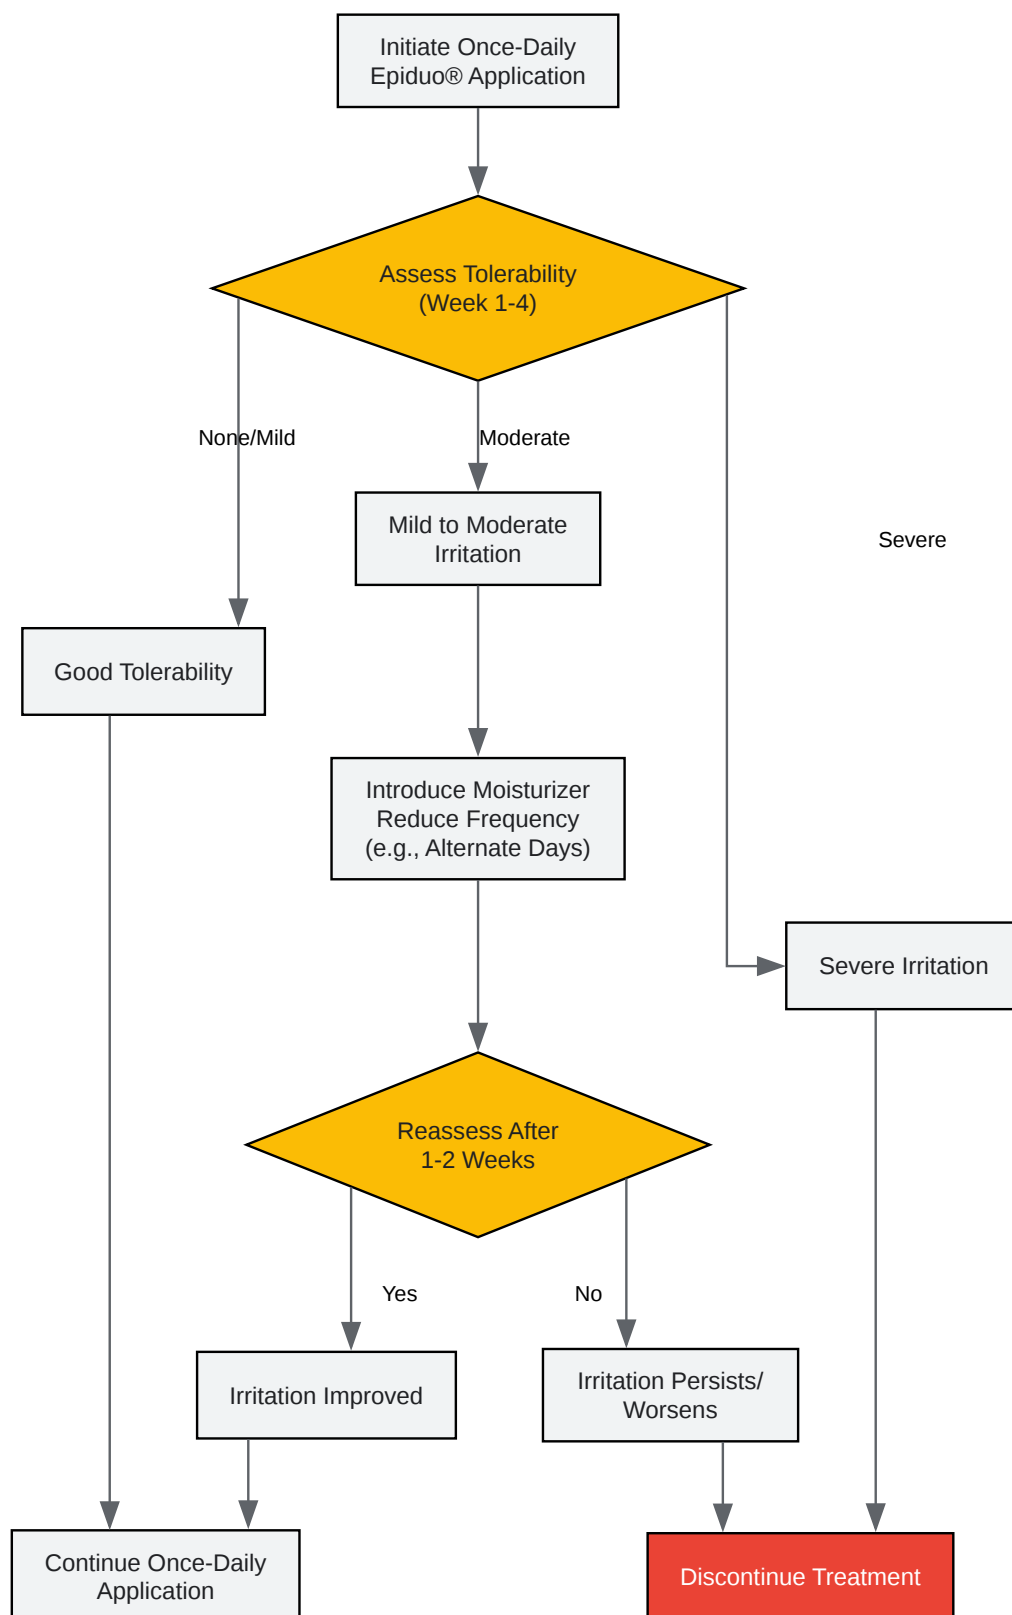 Initiate Once-Daily
Epiduo® Application
Assess Tolerability
(Week 1-4)
None/Mild
Moderate
Mild to Moderate
Irritation
Severe
Good Tolerability
Introduce Moisturizer
Reduce Frequency
(e.g., Alternate Days)
Severe Irritation
Reassess After
1-2 Weeks
Yes
No
Irritation Improved
Irritation Persists/
Worsens
Continue Once-Daily
Application
Discontinue Treatment